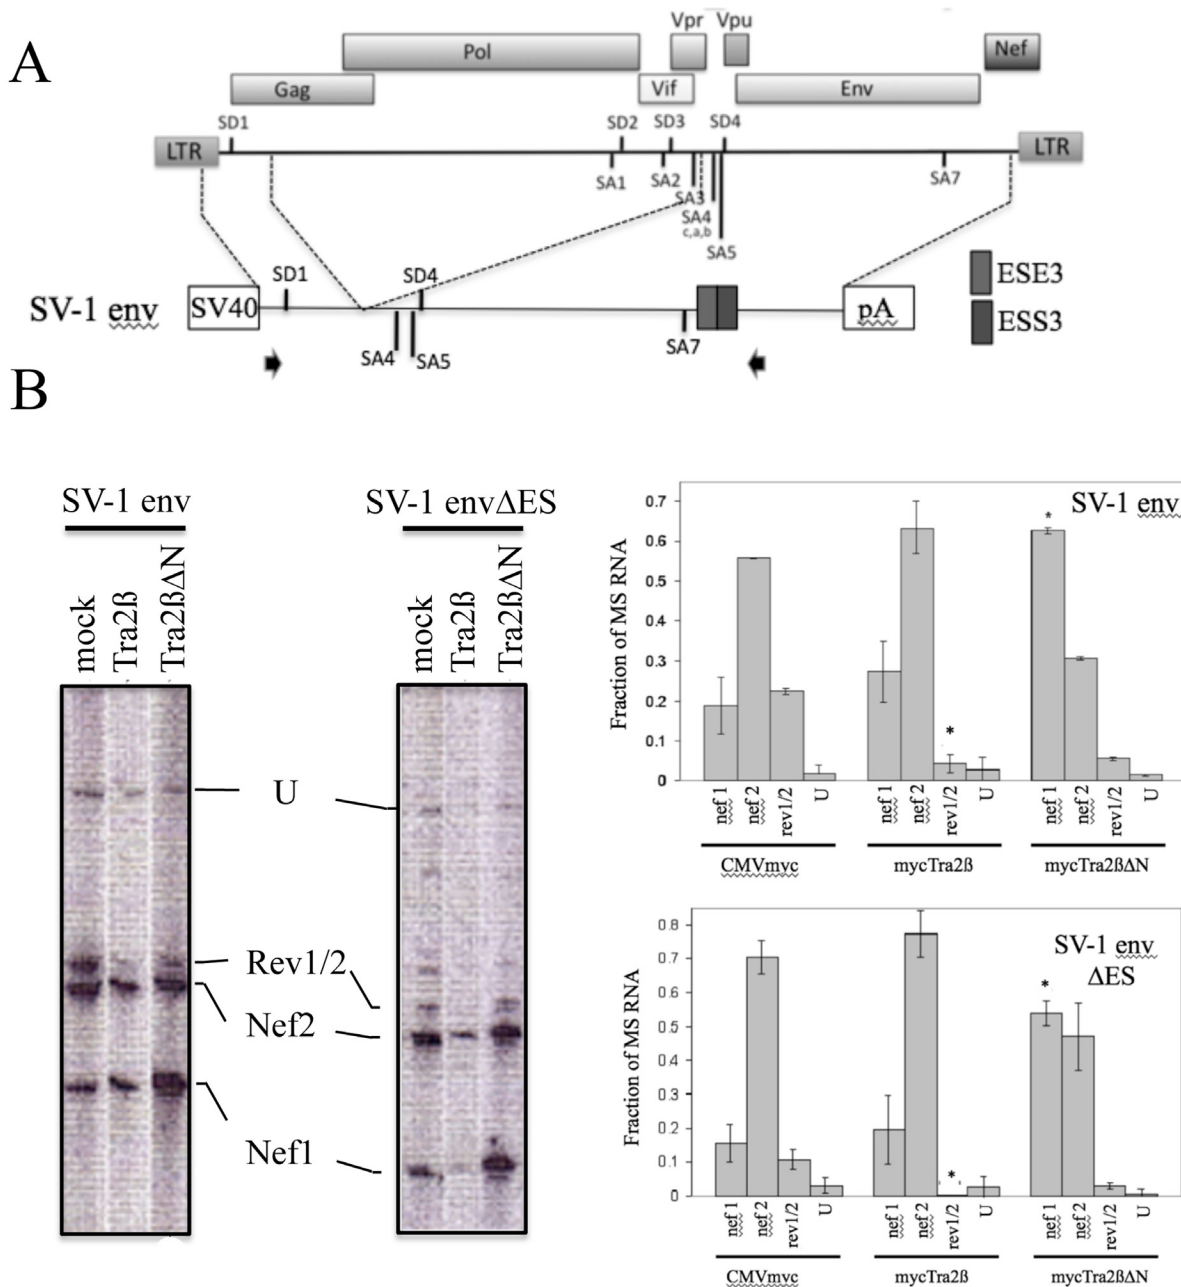 A
Vpr Vpu
Pol Nef
Gag Vif Env
SD1 SD2 SD3 SD4
LTR LTR
SA1 SA2 SA3 SA7
SA4
c,a,b
SA5
SD1 SD4 ESE3
SV-1 env SV40 pA ESS3
SA4 SA5 SA7
B
SV-1 env
mock
Tra2ß
Tra2ßΔN
SV-1 envΔES
mock
Tra2ß
Tra2ßΔN
U
Rev1/2
Nef2
Nef1
SV-1 env
Fraction of MS RNA
0.7
0.6
0.5
0.4
0.3
0.2
0.1
0
*
*
nef 1 nef 2 rev1/2 U nef 1 nef 2 rev1/2 U nef 1 nef 2 rev1/2 U
CMVmyc mycTra2ß mycTra2ßΔN
SV-1 env
ΔES
Fraction of MS RNA
0.8
0.7
0.6
0.5
0.4
0.3
0.2
0.1
0
*
*
nef 1 nef 2 rev1/2 U nef 1 nef 2 rev1/2 U nef 1 nef 2 rev1/2 U
CMVmyc mycTra2ß mycTra2ßΔN